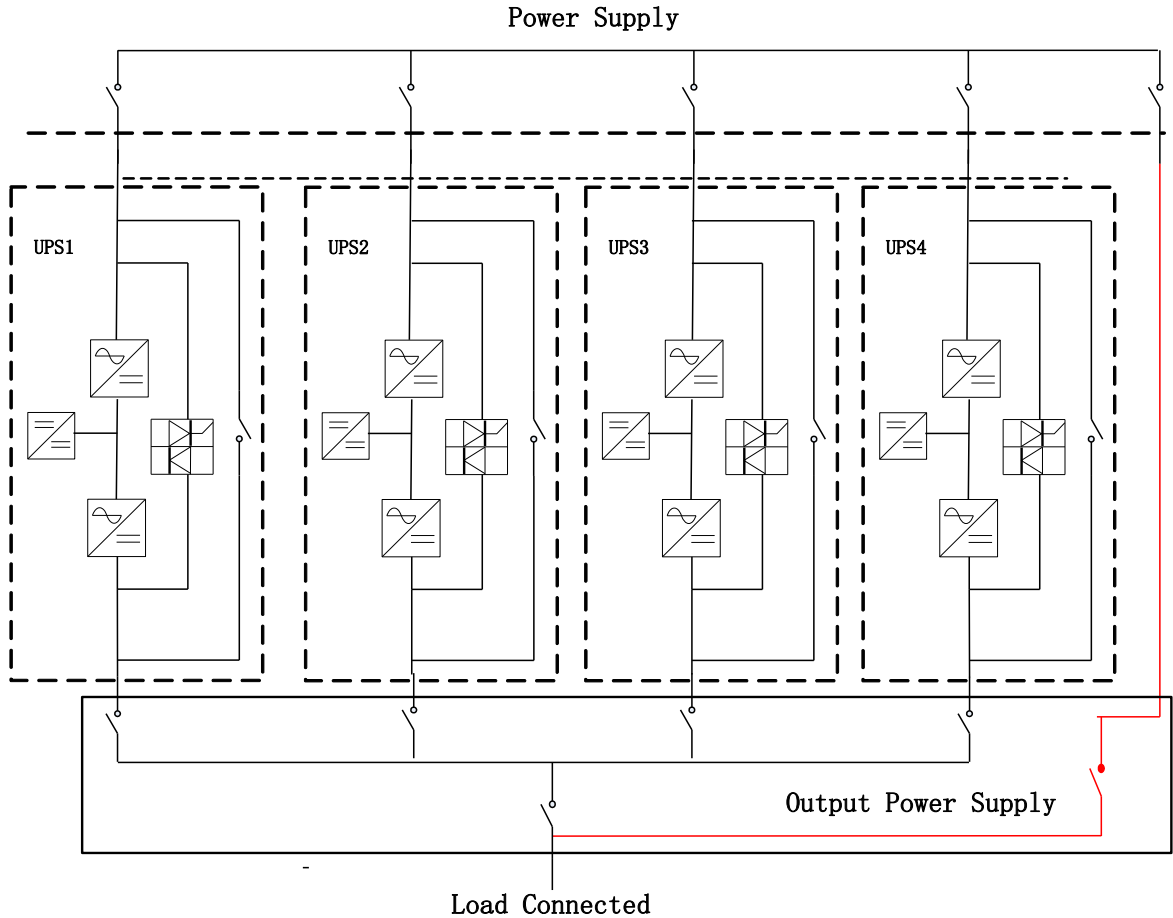 Power Supply
UPS1
UPS2
UPS3
UPS4
Output Power Supply
Load Connected